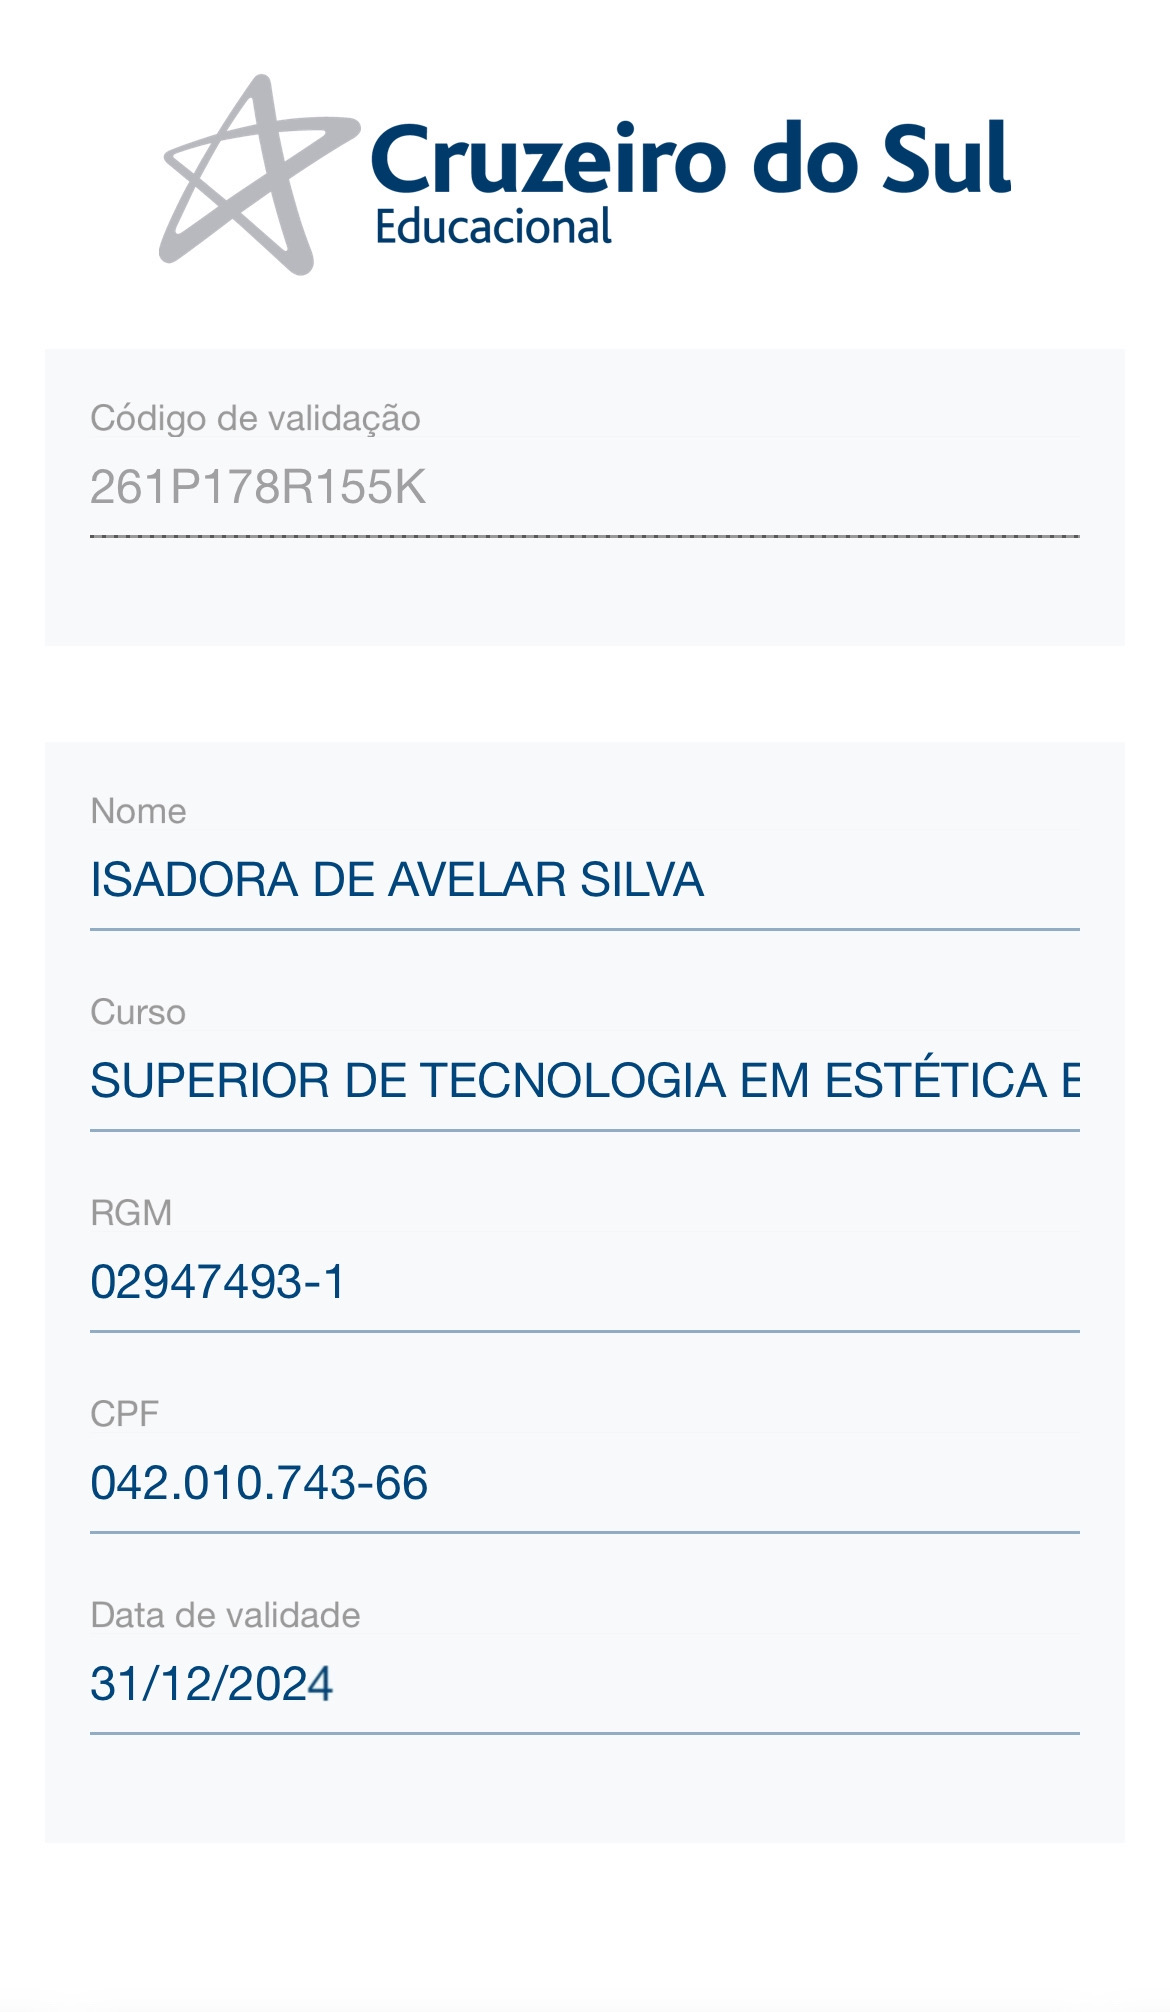 Cruzeiro do Sul
Educacional
Código de validação
261P178R155K
Nome
ISADORA DE AVELAR SILVA
Curso
SUPERIOR DE TECNOLOGIA EM ESTÉTICA E
RGM
02947493-1
CPF
042.010.743-66
Data de validade
31/12/2024